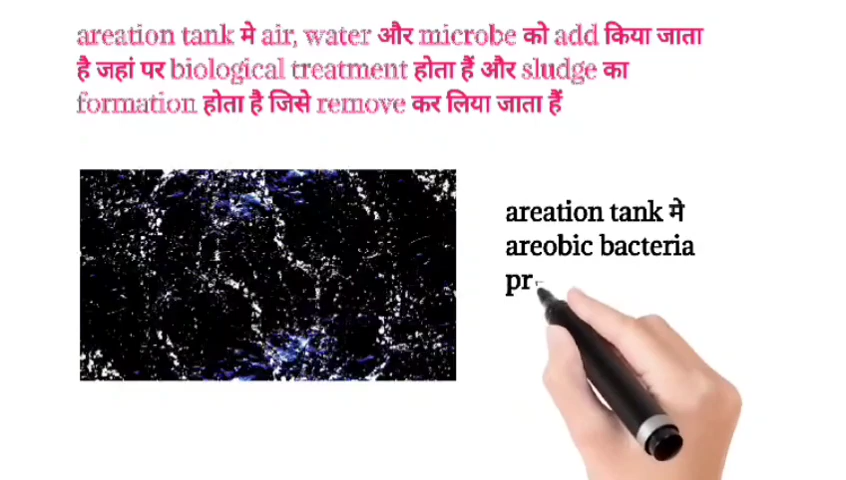 areation tank मे air, water और microbe को add किया जाता
है जहां पर biological treatment होता हैं और sludge का
formation होता है जिसे remove कर लिया जाता हैं
areation tank मे
areobic bacteria
pr